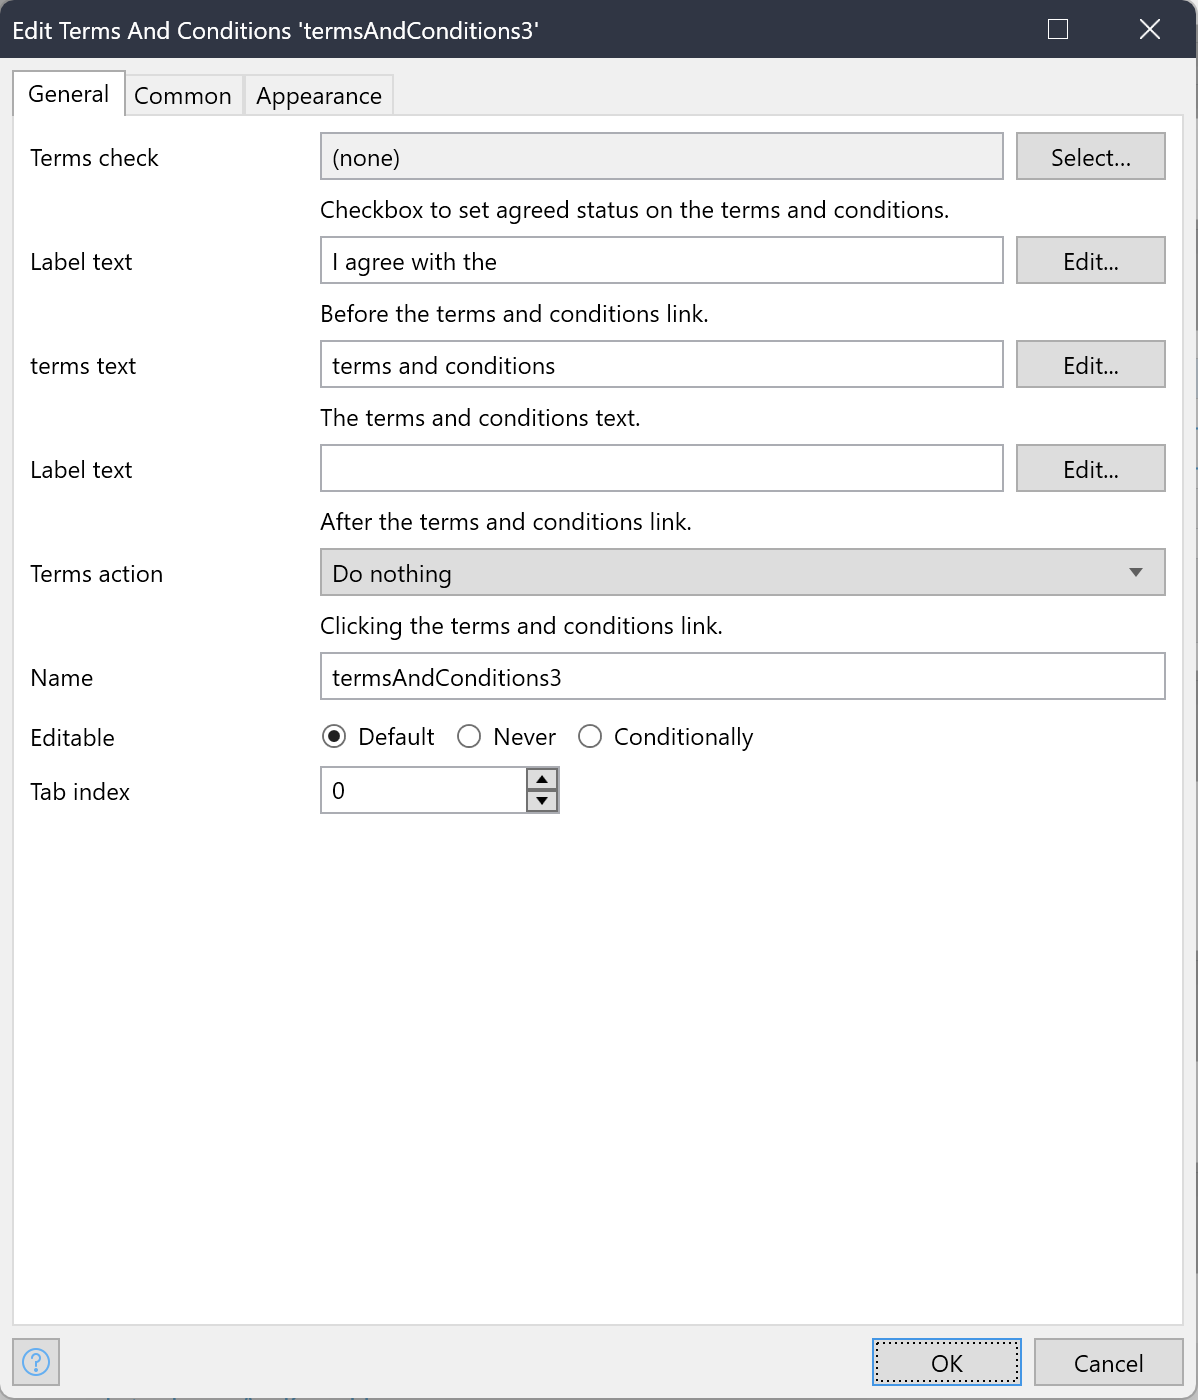 Edit Terms And Conditions 'termsAndConditions3'
General Common Appearance
Terms check (none) Select...
Checkbox to set agreed status on the terms and conditions.
Label text I agree with the Edit...
Before the terms and conditions link.
terms text terms and conditions Edit...
The terms and conditions text.
Label text Edit...
After the terms and conditions link.
Terms action Do nothing
Clicking the terms and conditions link.
Name termsAndConditions3
Editable Default Never Conditionally
Tab index 0
? OK Cancel